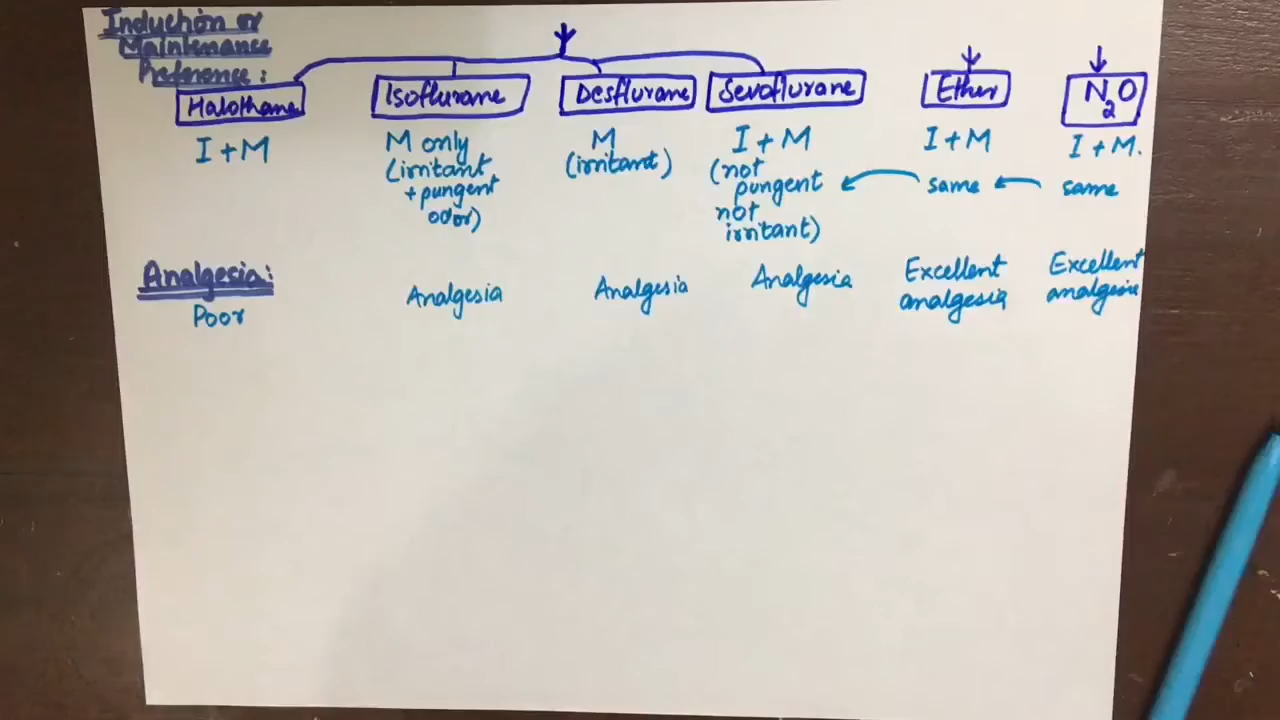 Induction or
Maintenance
Preference:
Halothane
Isoflurane
Desflurane
Sevoflurane
Ether
N2O
I + M
M only
(irritant
+ pungent
odor)
M
(irritant)
I + M
(not
pungent
not
irritant)
I + M
same
I + M.
same
Analgesia:
Poor
Analgesia
Analgesia
Analgesia
Excellent
analgesia
Excellent
analgesia